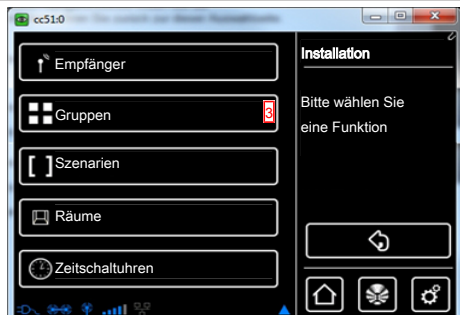 cc51:0
Empfänger
Gruppen
3
Szenarien
Räume
Zeitschaltuhren
Installation
Bitte wählen Sie
eine Funktion